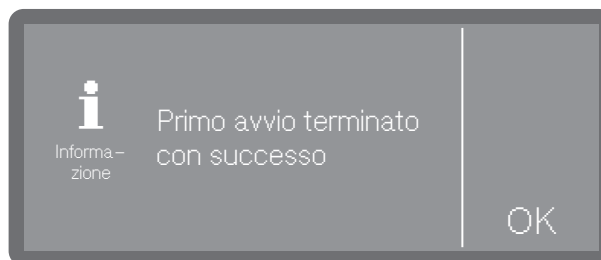 Primo avvio terminato
con successo
Informa–
zione
OK